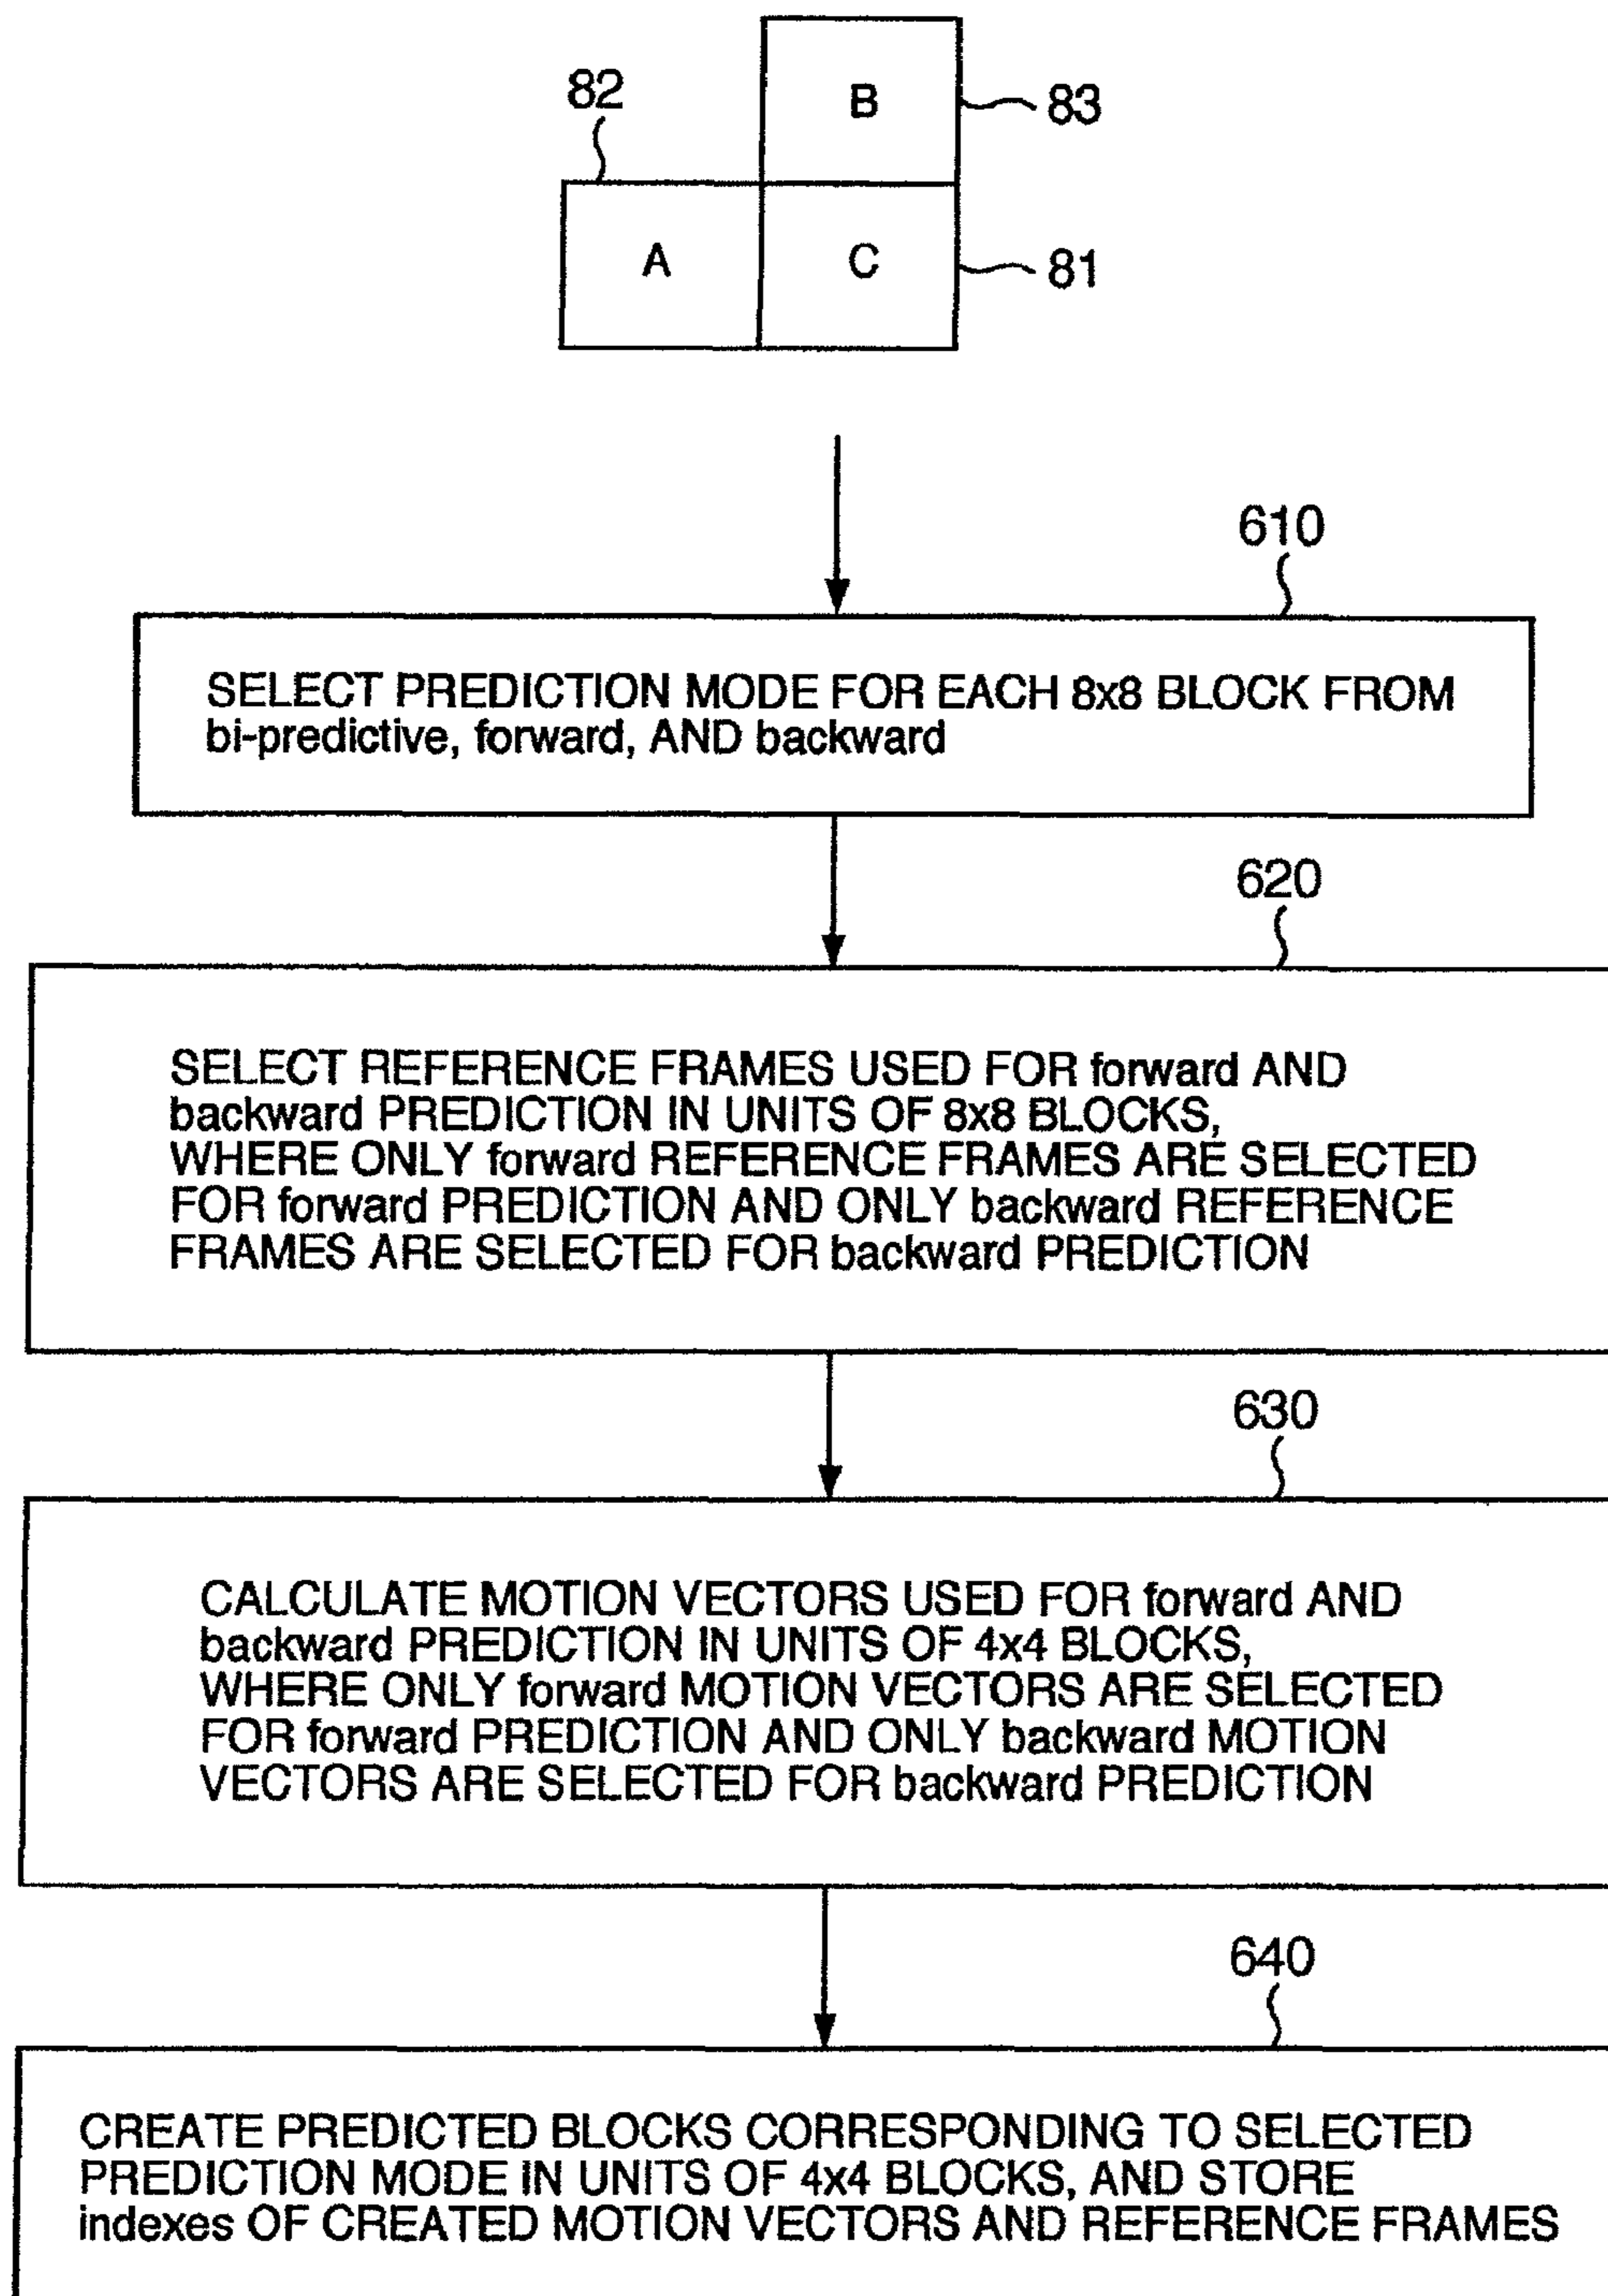 82
B
83
A
C
81
610
SELECT PREDICTION MODE FOR EACH 8x8 BLOCK FROM
bi-predictive, forward, AND backward
620
SELECT REFERENCE FRAMES USED FOR forward AND
backward PREDICTION IN UNITS OF 8x8 BLOCKS,
WHERE ONLY forward REFERENCE FRAMES ARE SELECTED
FOR forward PREDICTION AND ONLY backward REFERENCE
FRAMES ARE SELECTED FOR backward PREDICTION
630
CALCULATE MOTION VECTORS USED FOR forward AND
backward PREDICTION IN UNITS OF 4x4 BLOCKS,
WHERE ONLY forward MOTION VECTORS ARE SELECTED
FOR forward PREDICTION AND ONLY backward MOTION
VECTORS ARE SELECTED FOR backward PREDICTION
640
CREATE PREDICTED BLOCKS CORRESPONDING TO SELECTED
PREDICTION MODE IN UNITS OF 4x4 BLOCKS, AND STORE
indexes OF CREATED MOTION VECTORS AND REFERENCE FRAMES